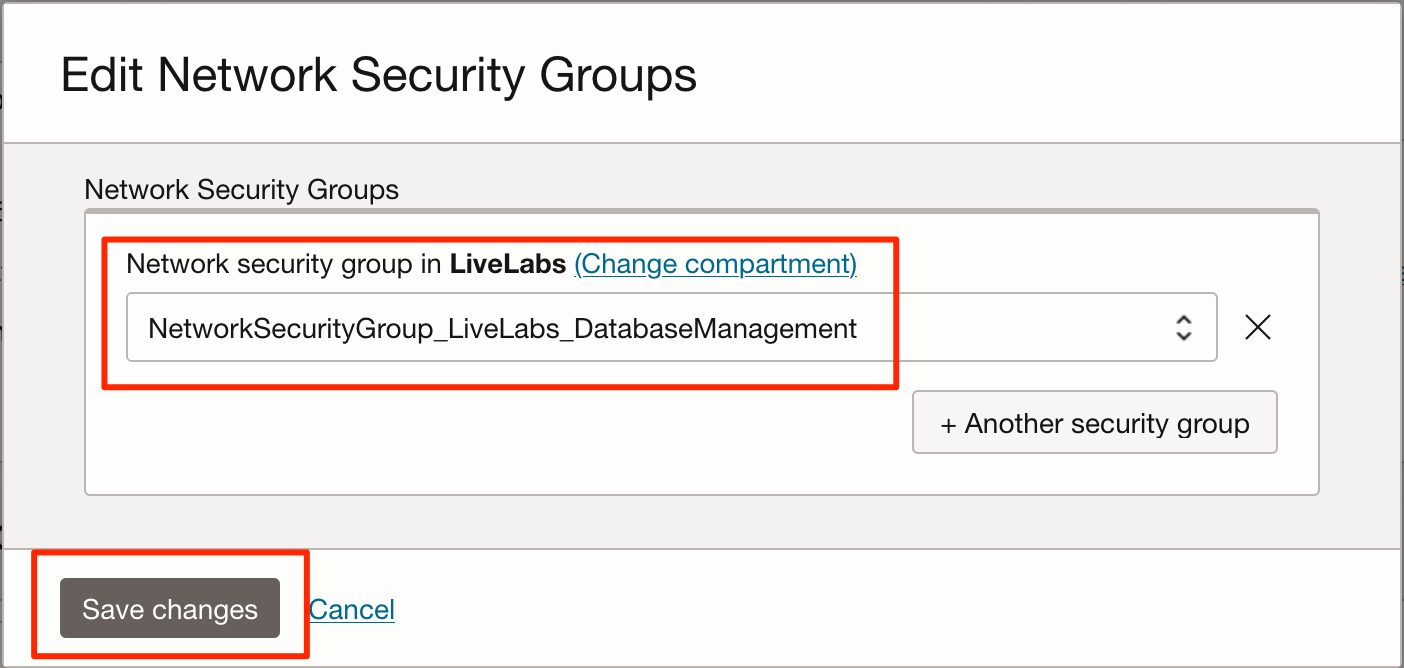 Edit Network Security Groups
Network Security Groups
Network security group in LiveLabs (Change compartment)
NetworkSecurityGroup_LiveLabs_DatabaseManagement
+ Another security group
Save changes Cancel